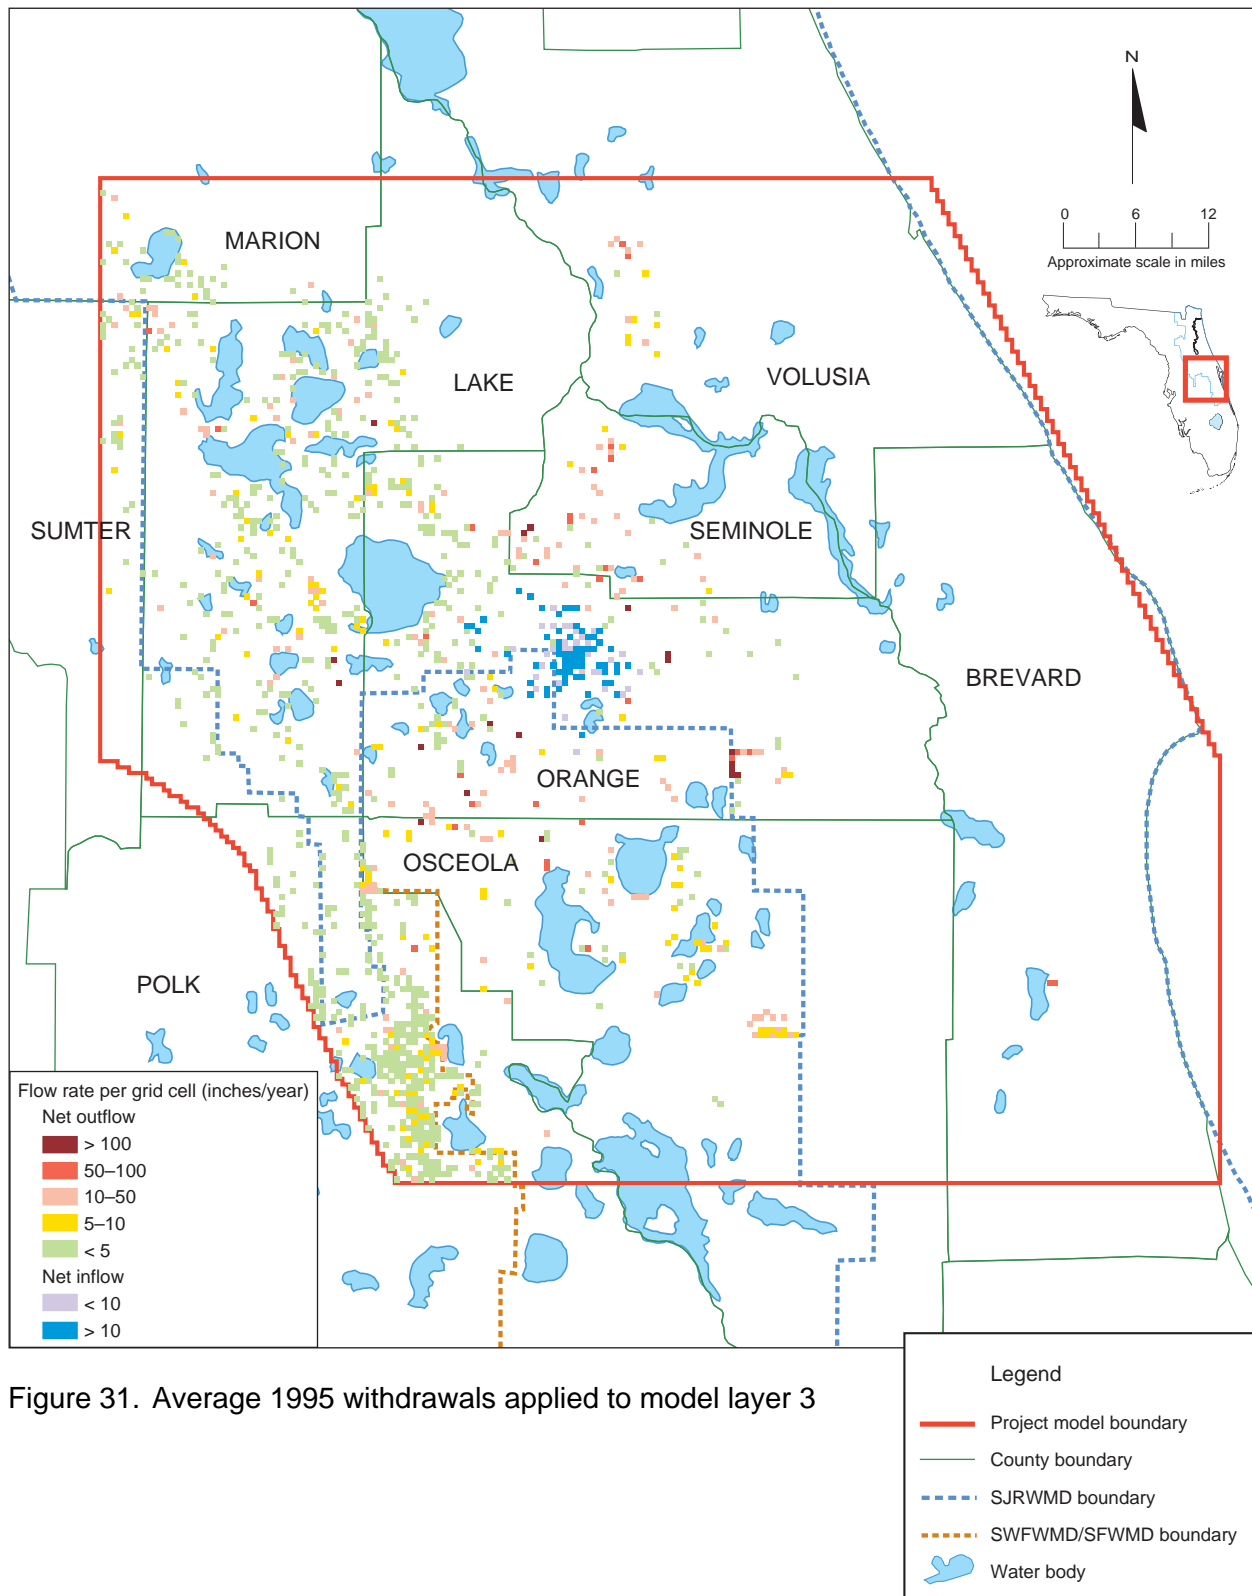 N
0 6 12
Approximate scale in miles
MARION
LAKE
VOLUSIA
SUMTER
SEMINOLE
BREVARD
ORANGE
OSCEOLA
POLK
Flow rate per grid cell (inches/year)
Net outflow
> 100
50–100
10–50
5–10
< 5
Net inflow
< 10
> 10
Figure 31. Average 1995 withdrawals applied to model layer 3
Legend
Project model boundary
County boundary
SJRWMD boundary
SWFWMD/SFWMD boundary
Water body